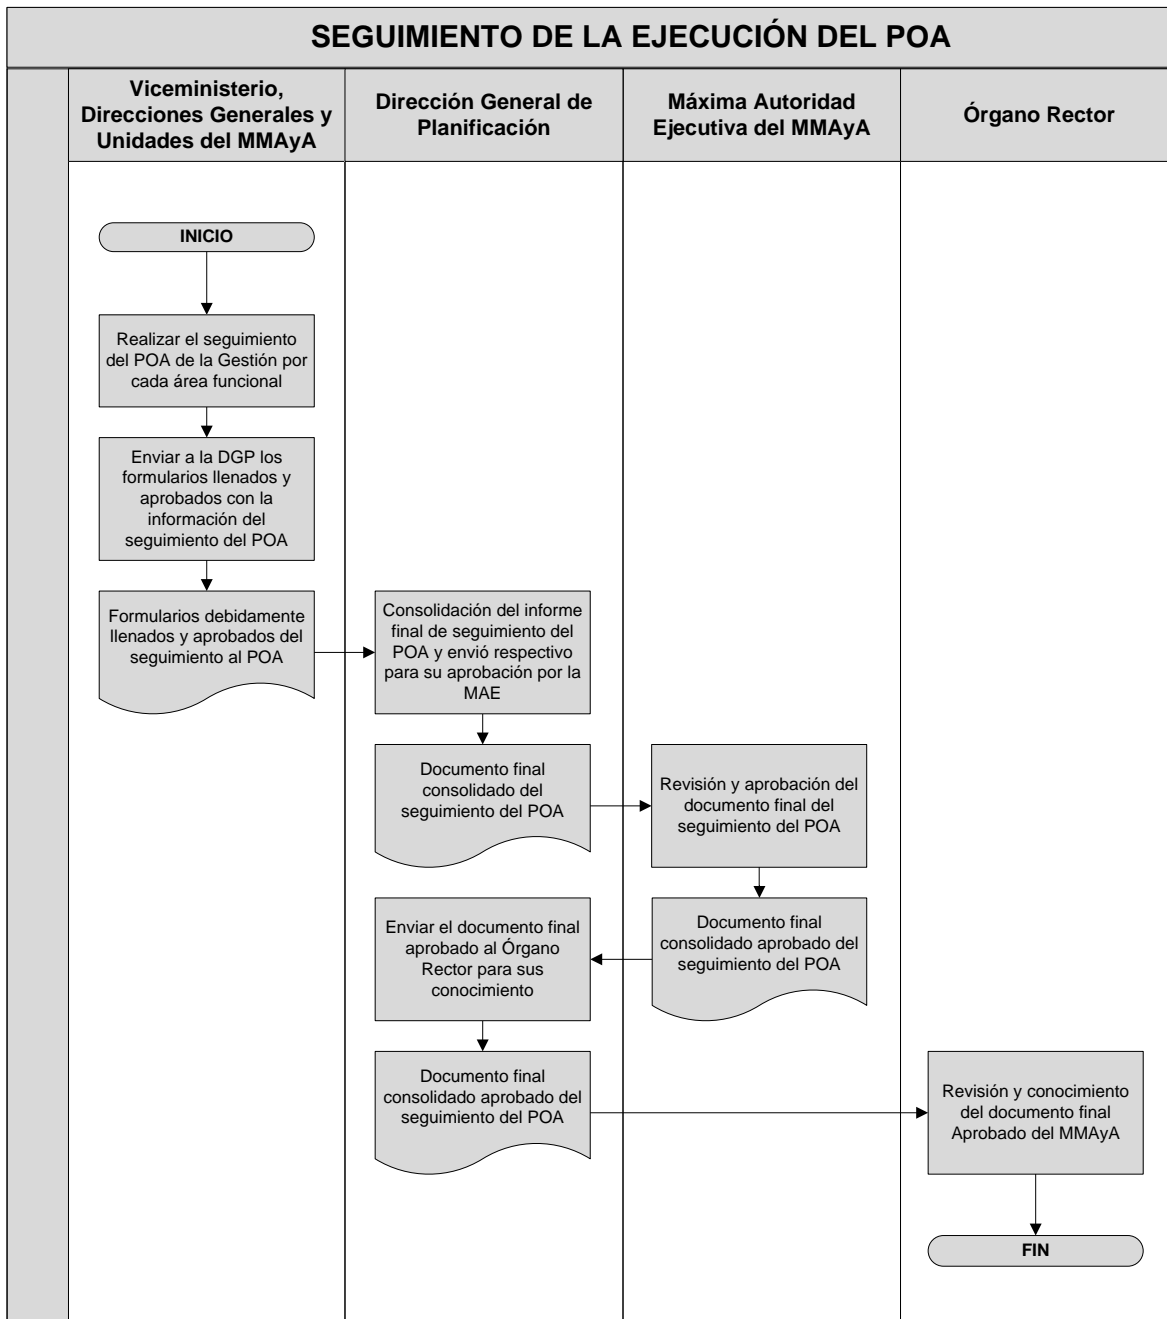 SEGUIMIENTO DE LA EJECUCIÓN DEL POA
Viceministerio,
Direcciones Generales y
Unidades del MMAyA
Dirección General de
Planificación
Máxima Autoridad
Ejecutiva del MMAyA
Órgano Rector
INICIO
Realizar el seguimiento
del POA de la Gestión por
cada área funcional
Enviar a la DGP los
formularios llenados y
aprobados con la
información del
seguimiento del POA
Formularios debidamente
llenados y aprobados del
seguimiento al POA
Consolidación del informe
final de seguimiento del
POA y envió respectivo
para su aprobación por la
MAE
Documento final
consolidado del
seguimiento del POA
Revisión y aprobación del
documento final del
seguimiento del POA
Documento final
consolidado aprobado del
seguimiento del POA
Enviar el documento final
aprobado al Órgano
Rector para sus
conocimiento
Documento final
consolidado aprobado del
seguimiento del POA
Revisión y conocimiento
del documento final
Aprobado del MMAyA
FIN